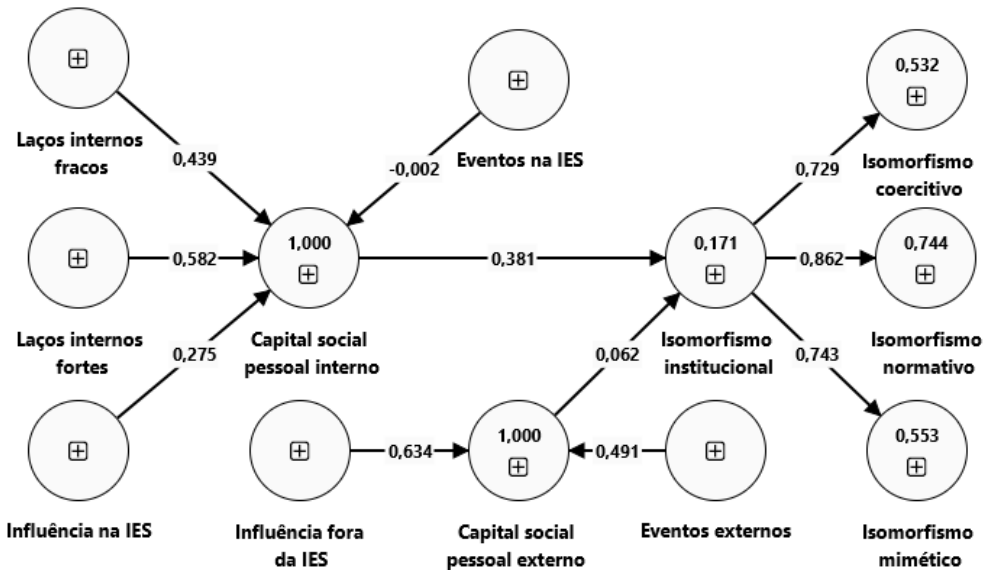 0,532
Laços internos
fracos
Eventos na IES
Isomorfismo
coercitivo
0,439
-0,002
0,729
1,000
0,171
0,744
0,582
0,381
0,862
Laços internos
fortes
Capital social
pessoal interno
Isomorfismo
institucional
Isomorfismo
normativo
0,275
0,062
0,743
1,000
0,553
0,634
0,491
Influência na IES
Influência fora
da IES
Capital social
pessoal externo
Eventos externos
Isomorfismo
mimético